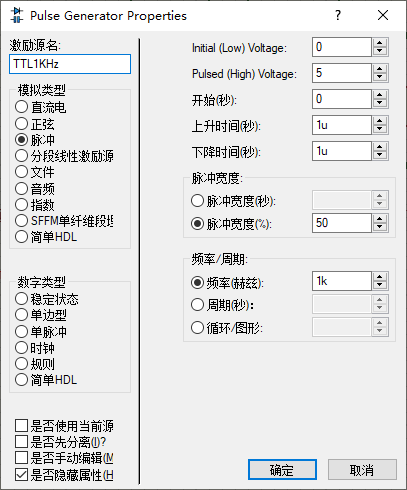 Pulse Generator Properties
激励源名:
TTL1KHz
模拟类型
直流电
正弦
脉冲
分段线性激励源
文件
音频
指数
SFFM单纤维段
简单HDL
数字类型
稳定状态
单边型
单脉冲
时钟
规则
简单HDL
是否使用当前源
是否先分离(I)?
是否手动编辑(M
是否隐藏属性(H
Initial (Low) Voltage: 0
Pulsed (High) Voltage: 5
开始(秒): 0
上升时间(秒): 1u
下降时间(秒): 1u
脉冲宽度:
脉冲宽度(秒):
脉冲宽度(%): 50
频率/周期:
频率(赫兹): 1k
周期(秒):
循环/图形:
确定
取消